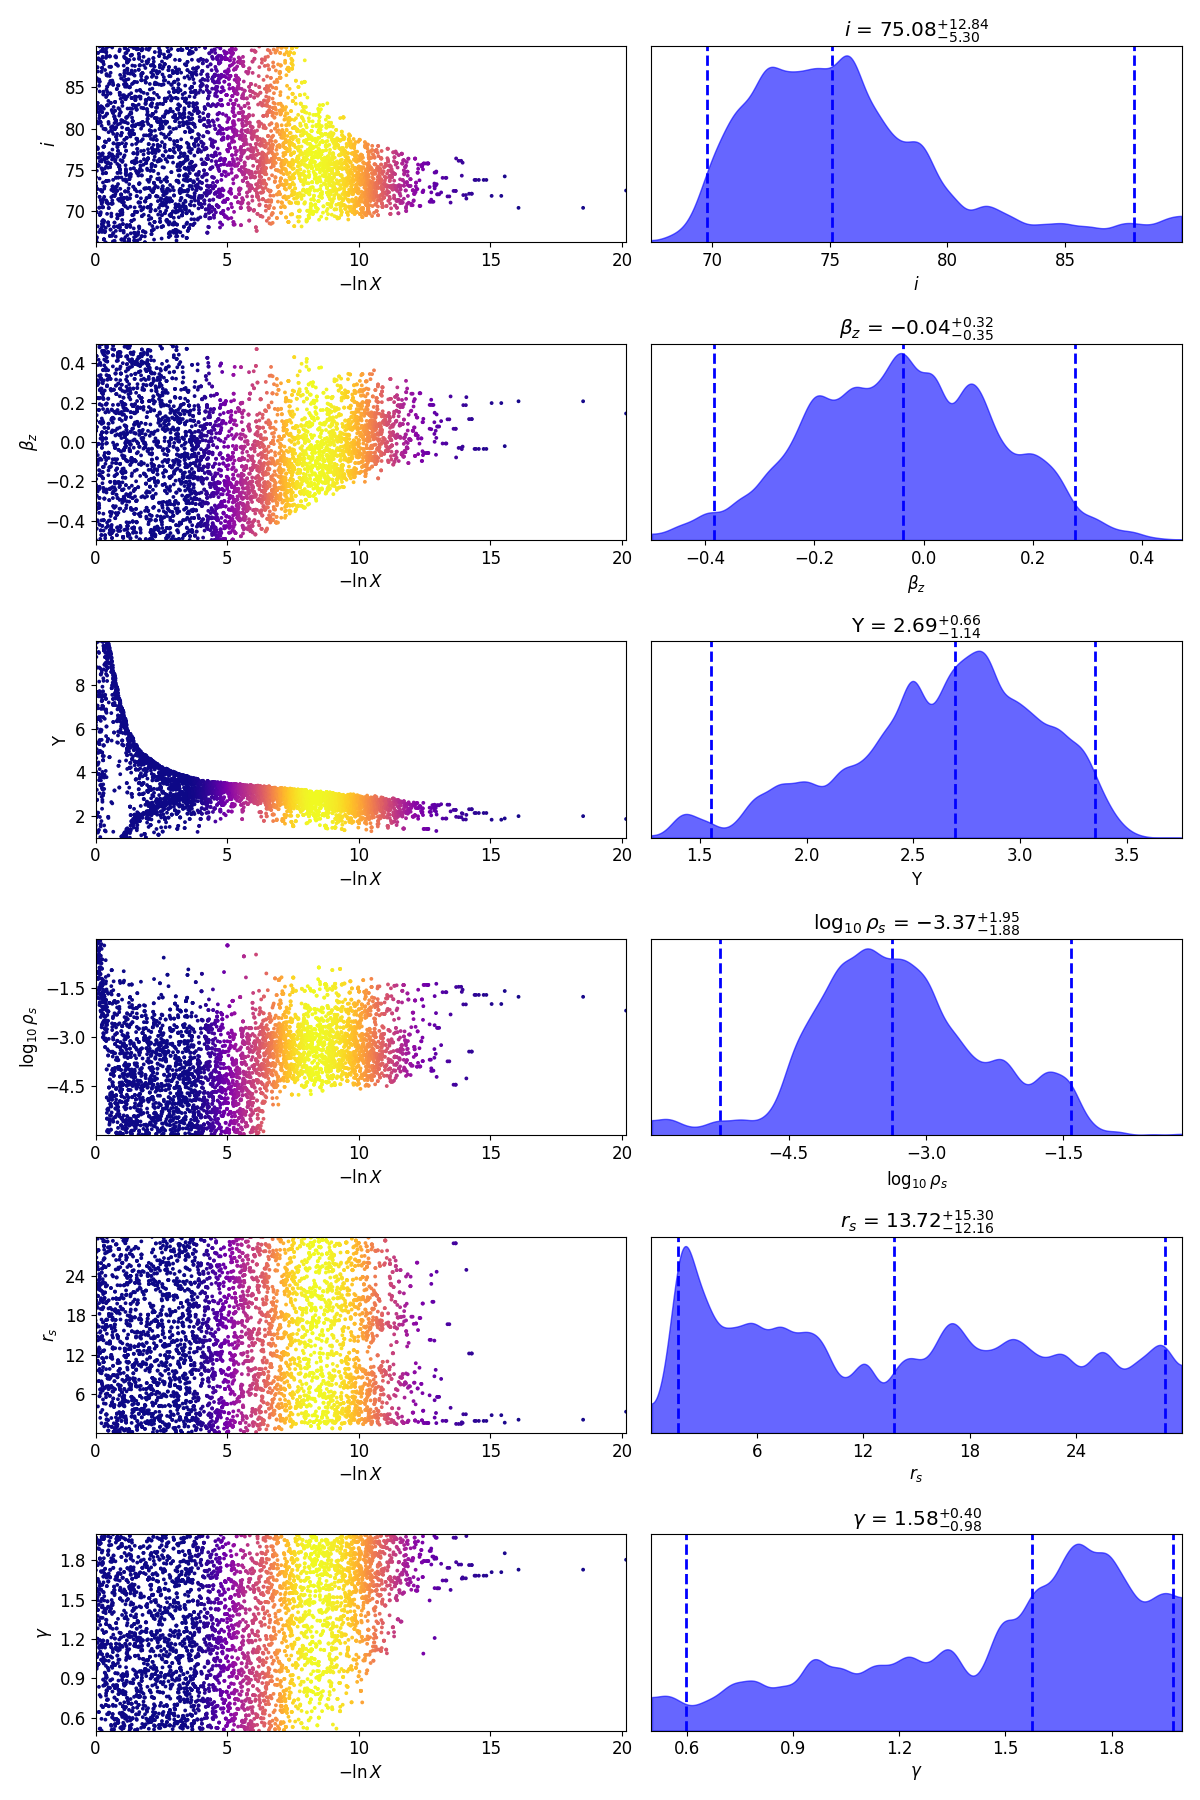 i = 75.08+12.84 −5.30
85
80
75
70
i
0 5 10 15 20
−ln X
70 75 80 85
i
βz = −0.04+0.32 −0.35
0.4
0.2
0.0
−0.2
−0.4
βz
0 5 10 15 20
−ln X
−0.4 −0.2 0.0 0.2 0.4
βz
Y = 2.69+0.66 −1.14
8
6
4
2
Y
0 5 10 15 20
−ln X
1.5 2.0 2.5 3.0 3.5
Y
log10 ρs = −3.37+1.95 −1.88
−1.5
−3.0
−4.5
log10 ρs
0 5 10 15 20
−ln X
−4.5 −3.0 −1.5
log10 ρs
rs = 13.72+15.30 −12.16
24
18
12
6
rs
0 5 10 15 20
−ln X
6 12 18 24
rs
γ = 1.58+0.40 −0.98
1.8
1.5
1.2
0.9
0.6
γ
0 5 10 15 20
−ln X
0.6 0.9 1.2 1.5 1.8
γ